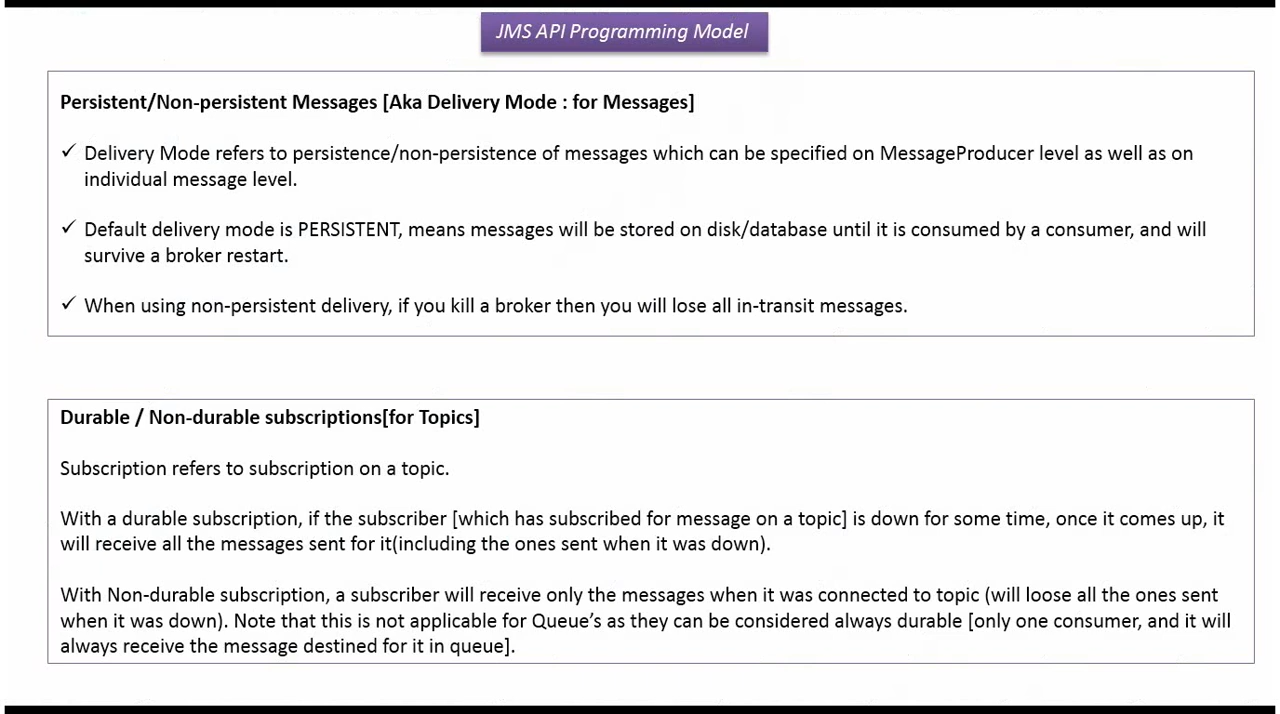 JMS API Programming Model
Persistent/Non-persistent Messages [Aka Delivery Mode : for Messages]
✓ Delivery Mode refers to persistence/non-persistence of messages which can be specified on MessageProducer level as well as on
individual message level.
✓ Default delivery mode is PERSISTENT, means messages will be stored on disk/database until it is consumed by a consumer, and will
survive a broker restart.
✓ When using non-persistent delivery, if you kill a broker then you will lose all in-transit messages.
Durable / Non-durable subscriptions[for Topics]
Subscription refers to subscription on a topic.
With a durable subscription, if the subscriber [which has subscribed for message on a topic] is down for some time, once it comes up, it
will receive all the messages sent for it(including the ones sent when it was down).
With Non-durable subscription, a subscriber will receive only the messages when it was connected to topic (will loose all the ones sent
when it was down). Note that this is not applicable for Queue’s as they can be considered always durable [only one consumer, and it will
always receive the message destined for it in queue].